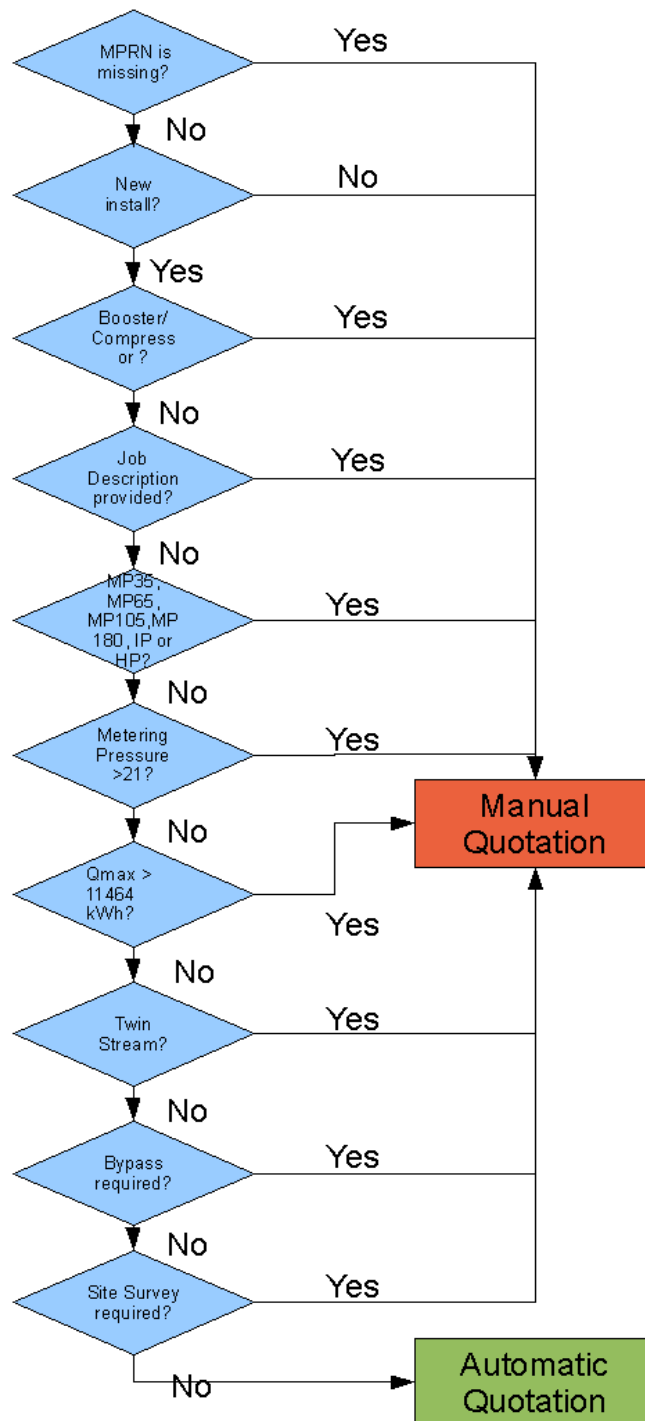 MPRN is
missing?
Yes
No
New
install?
No
Yes
Booster/
Compress
or ?
Yes
No
Job
Description
provided?
Yes
No
MP35,
MP65,
MP105,MP
180, IP or
HP?
Yes
No
Metering
Pressure
>21?
Yes
Manual
Quotation
No
Qmax >
11464
kWh?
Yes
No
Twin
Stream?
Yes
No
Bypass
required?
Yes
No
Site Survey
required?
Yes
No
Automatic
Quotation